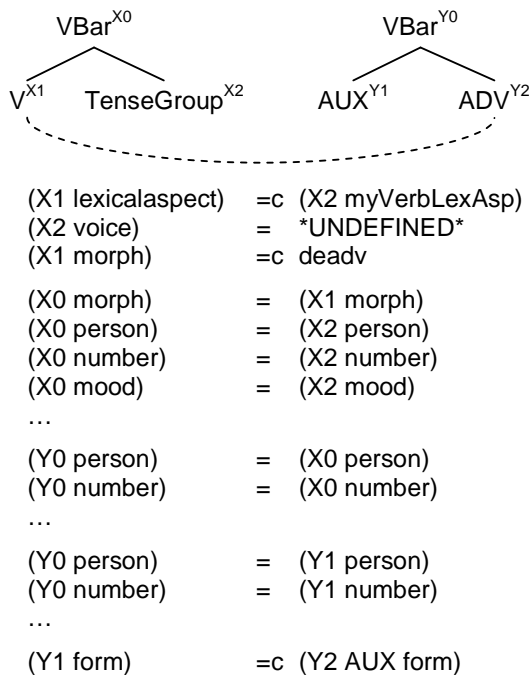 VBar^X0 VBar^Y0
V^X1 TenseGroup^X2 AUX^Y1 ADV^Y2
(X1 lexicalaspect) =c (X2 myVerbLexAsp)
(X2 voice) = *UNDEFINED*
(X1 morph) =c deadv
(X0 morph) = (X1 morph)
(X0 person) = (X2 person)
(X0 number) = (X2 number)
(X0 mood) = (X2 mood)
…
(Y0 person) = (X0 person)
(Y0 number) = (X0 number)
…
(Y0 person) = (Y1 person)
(Y0 number) = (Y1 number)
…
(Y1 form) =c (Y2 AUX form)